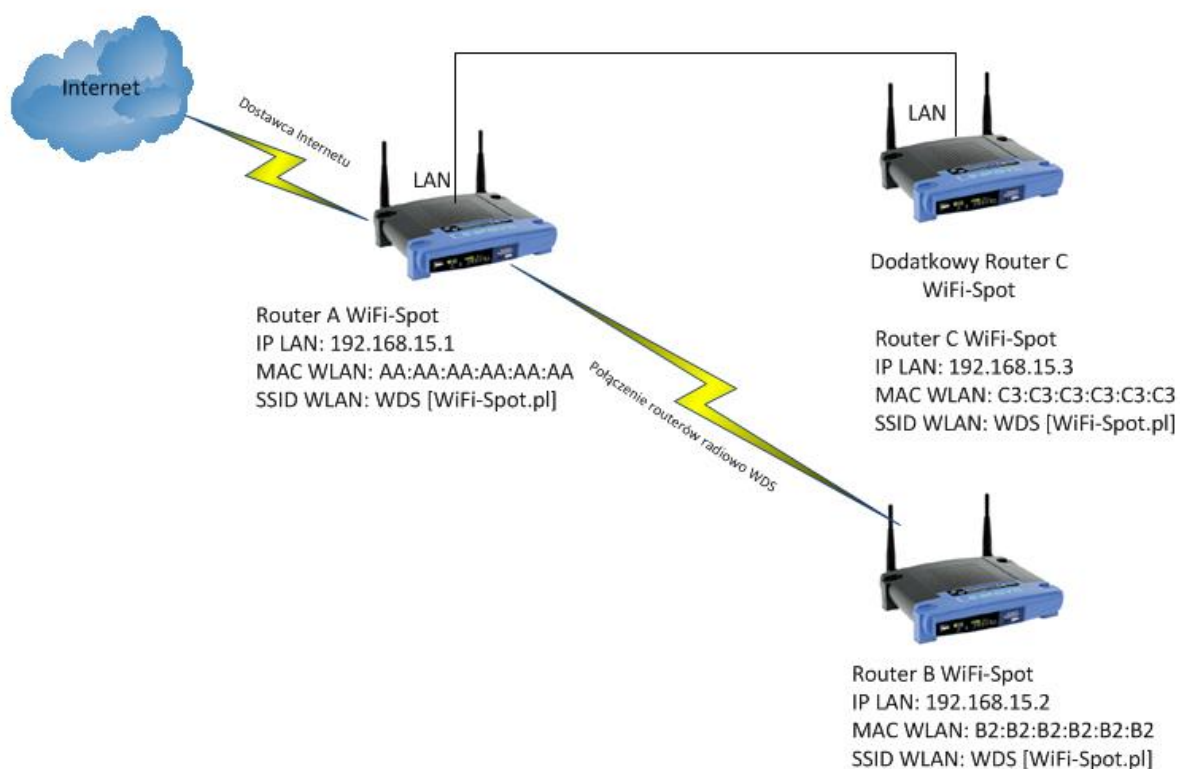 Internet
Dostawca Internetu
LAN
LAN
Router A WiFi-Spot
IP LAN: 192.168.15.1
MAC WLAN: AA:AA:AA:AA:AA:AA
SSID WLAN: WDS [WiFi-Spot.pl]
Dodatkowy Router C
WiFi-Spot
Router C WiFi-Spot
IP LAN: 192.168.15.3
MAC WLAN: C3:C3:C3:C3:C3:C3
SSID WLAN: WDS [WiFi-Spot.pl]
Połączenie routerów radiowo WDS
Router B WiFi-Spot
IP LAN: 192.168.15.2
MAC WLAN: B2:B2:B2:B2:B2:B2
SSID WLAN: WDS [WiFi-Spot.pl]